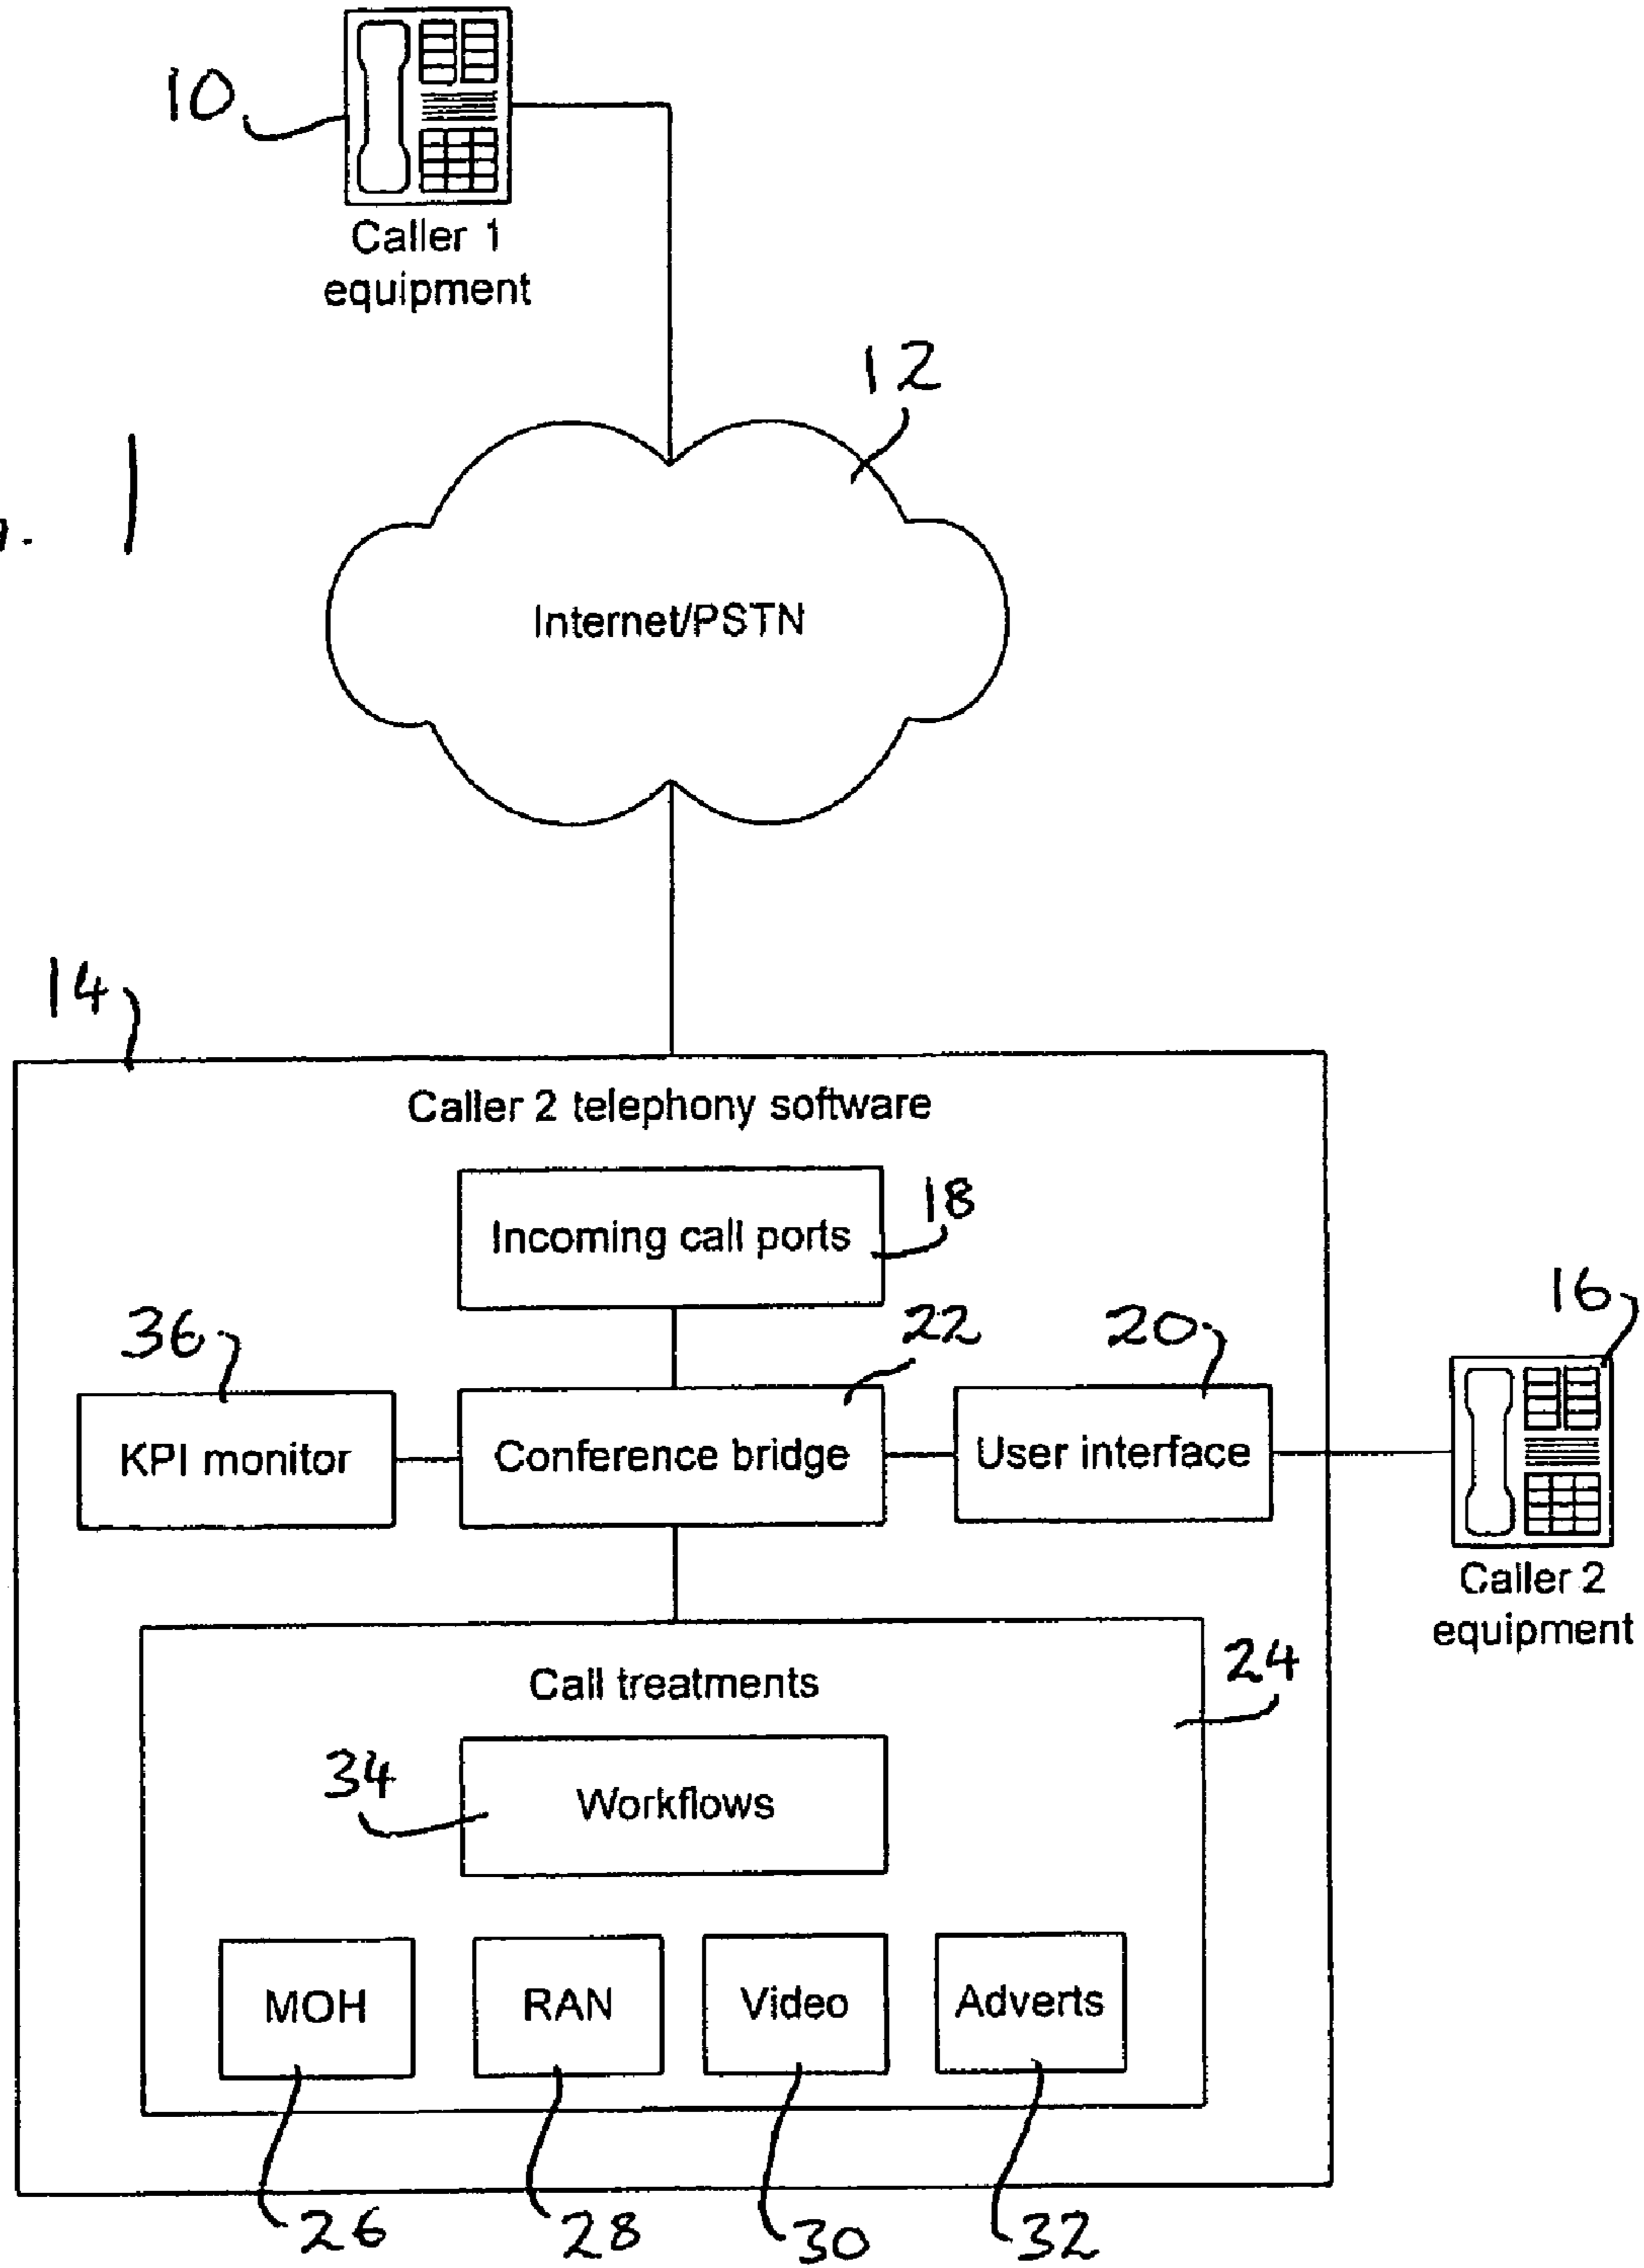 10
Caller 1
equipment
12
1
Internet/PSTN
14
Caller 2 telephony software
Incoming call ports
18
36
22
20
16
KPI monitor
Conference bridge
User interface
Caller 2
equipment
Call treatments
24
34
Workflows
MOH
RAN
Video
Adverts
26
28
30
32